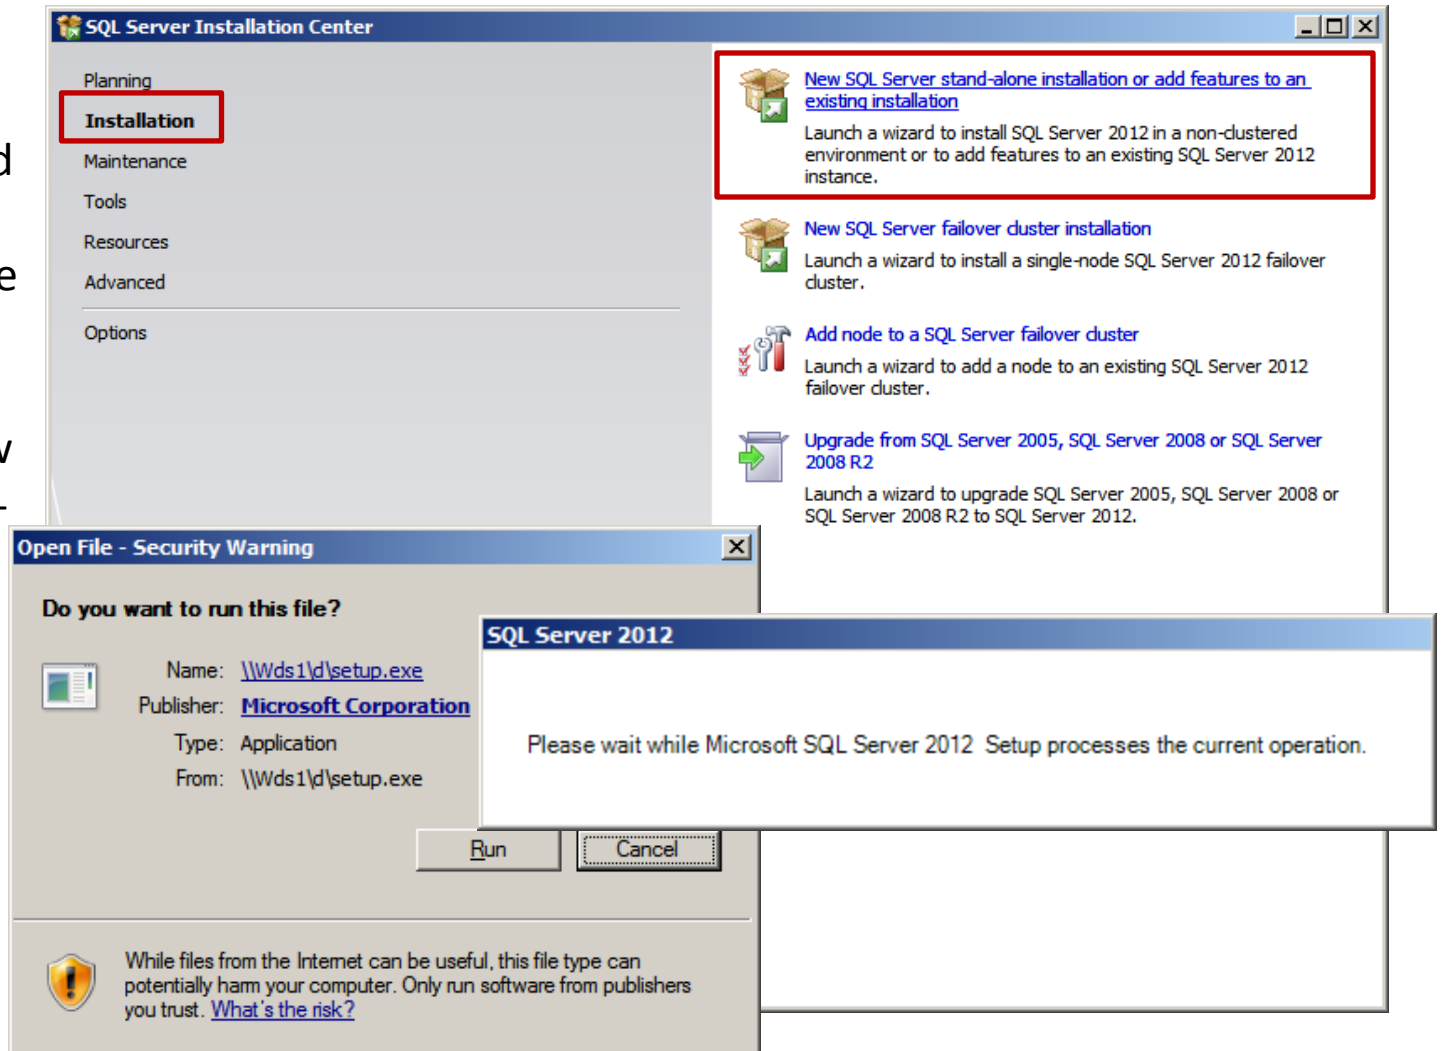 SQL Server Installation Center
Planning
Installation
Maintenance
Tools
Resources
Advanced
Options
New SQL Server stand-alone installation or add features to an
existing installation
Launch a wizard to install SQL Server 2012 in a non-clustered
environment or to add features to an existing SQL Server 2012
instance.
New SQL Server failover cluster installation
Launch a wizard to install a single-node SQL Server 2012 failover
cluster.
Add node to a SQL Server failover cluster
Launch a wizard to add a node to an existing SQL Server 2012
failover cluster.
Upgrade from SQL Server 2005, SQL Server 2008 or SQL Server
2008 R2
Launch a wizard to upgrade SQL Server 2005, SQL Server 2008 or
SQL Server 2008 R2 to SQL Server 2012.
Open File - Security Warning
Do you want to run this file?
Name: \\Wds1\d\setup.exe
Publisher: Microsoft Corporation
Type: Application
From: \\Wds1\d\setup.exe
Run Cancel
While files from the Internet can be useful, this file type can
potentially harm your computer. Only run software from publishers
you trust. What's the risk?
SQL Server 2012
Please wait while Microsoft SQL Server 2012 Setup processes the current operation.